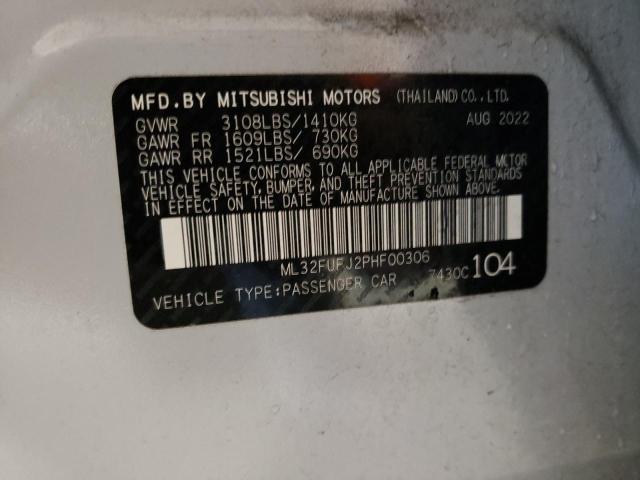 MFD.BY MITSUBISHI MOTORS (THAILAND)CO.,LTD.
GVWR 3108LBS/1410KG AUG 2022
GAWR FR 1609LBS/ 730KG
GAWR RR 1521LBS/ 690KG
THIS VEHICLE CONFORMS TO ALL APPLICABLE FEDERAL MOTOR
VEHICLE SAFETY, BUMPER, AND THEFT PREVENTION STANDARDS
IN EFFECT ON THE DATE OF MANUFACTURE SHOWN ABOVE.
ML32FUFJ2PHF00306
VEHICLE TYPE:PASSENGER CAR 7430C 104